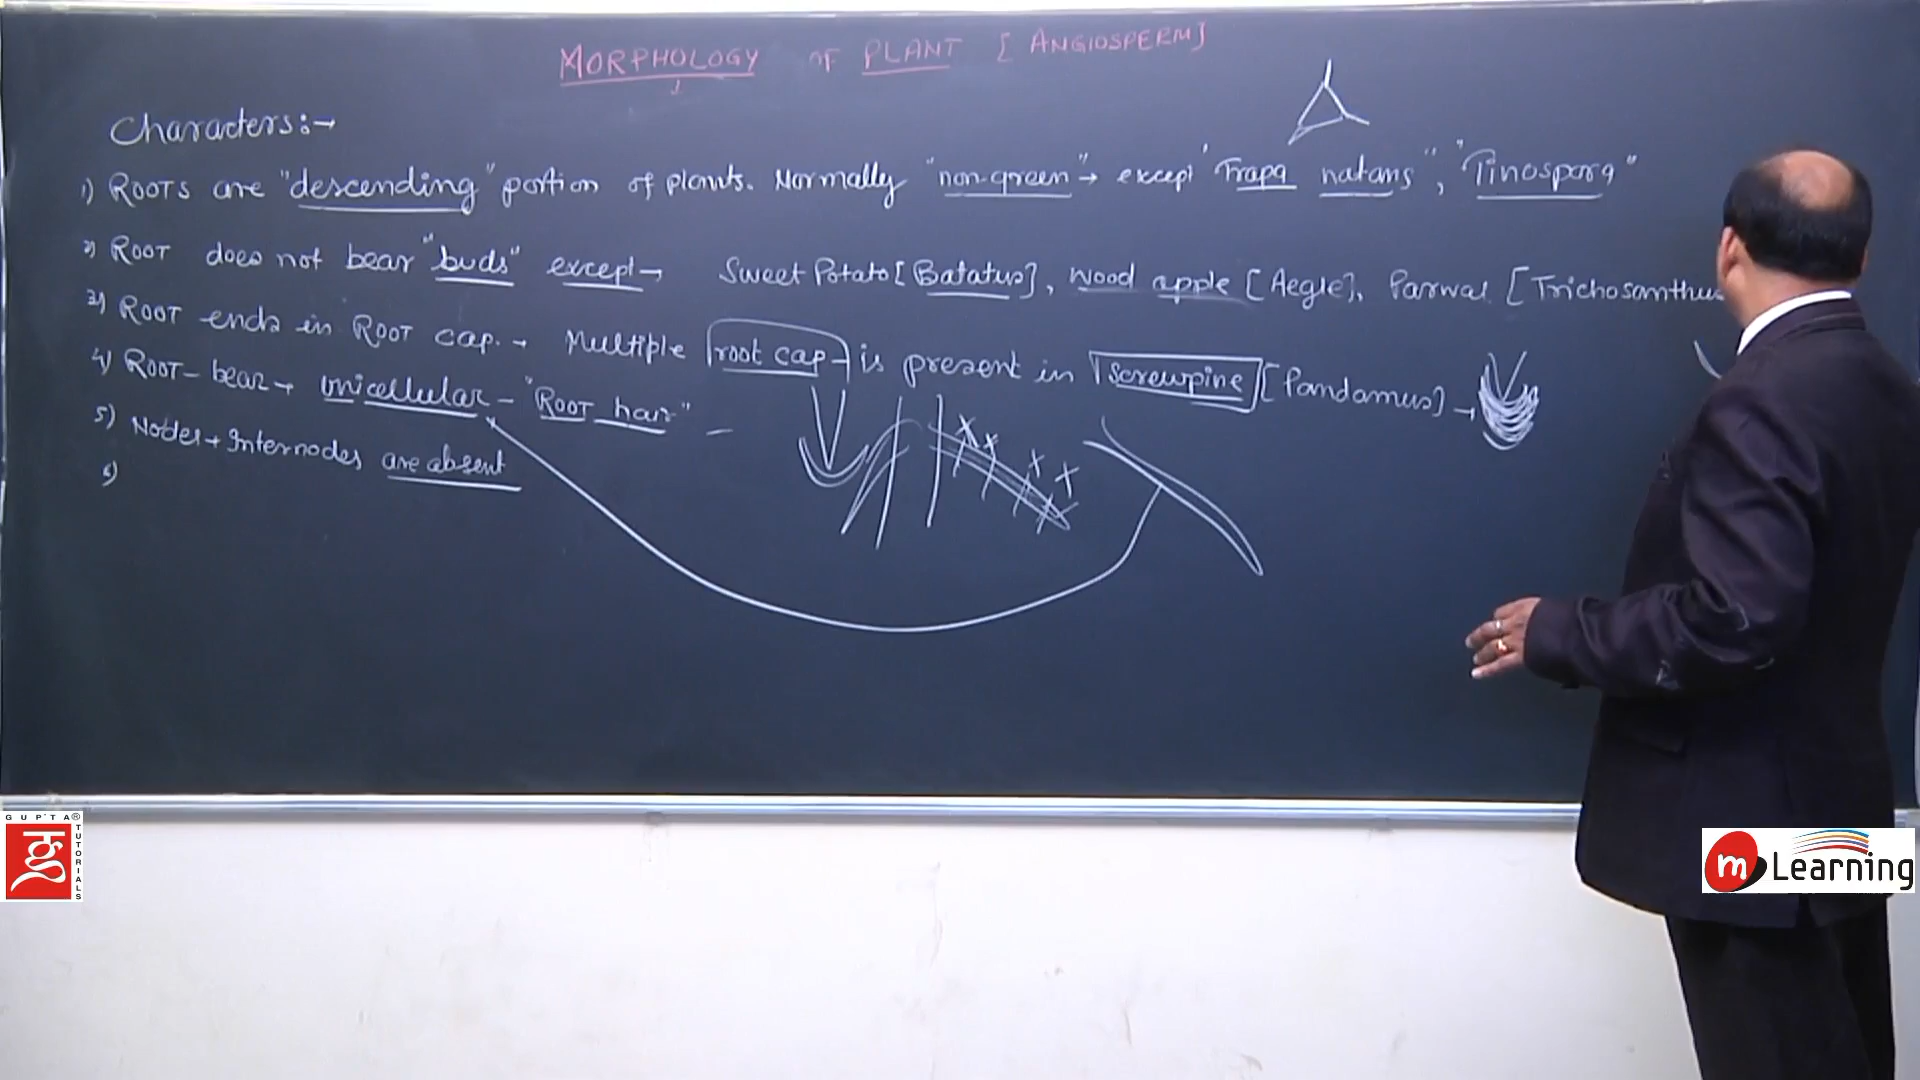 MORPHOLOGY OF PLANT [ANGIOSPERM]
Characters:→
1) ROOTS are "descending" portion of plants. Normally "non-green" → except "Trapa natans", "Tinospora"
2) ROOT does not bear "buds" except → Sweet Potato [Batatus], wood apple [Aegle], Parwal [Trichosanthus
3) ROOT ends in ROOT cap. → Multiple root cap is present in Screwpine [Pandamus] →
4) ROOT-bear → unicellular - "ROOT hair" -
5) Nodes + Internodes are absent
6)
GUPTA®
TUTORIALS
m Learning